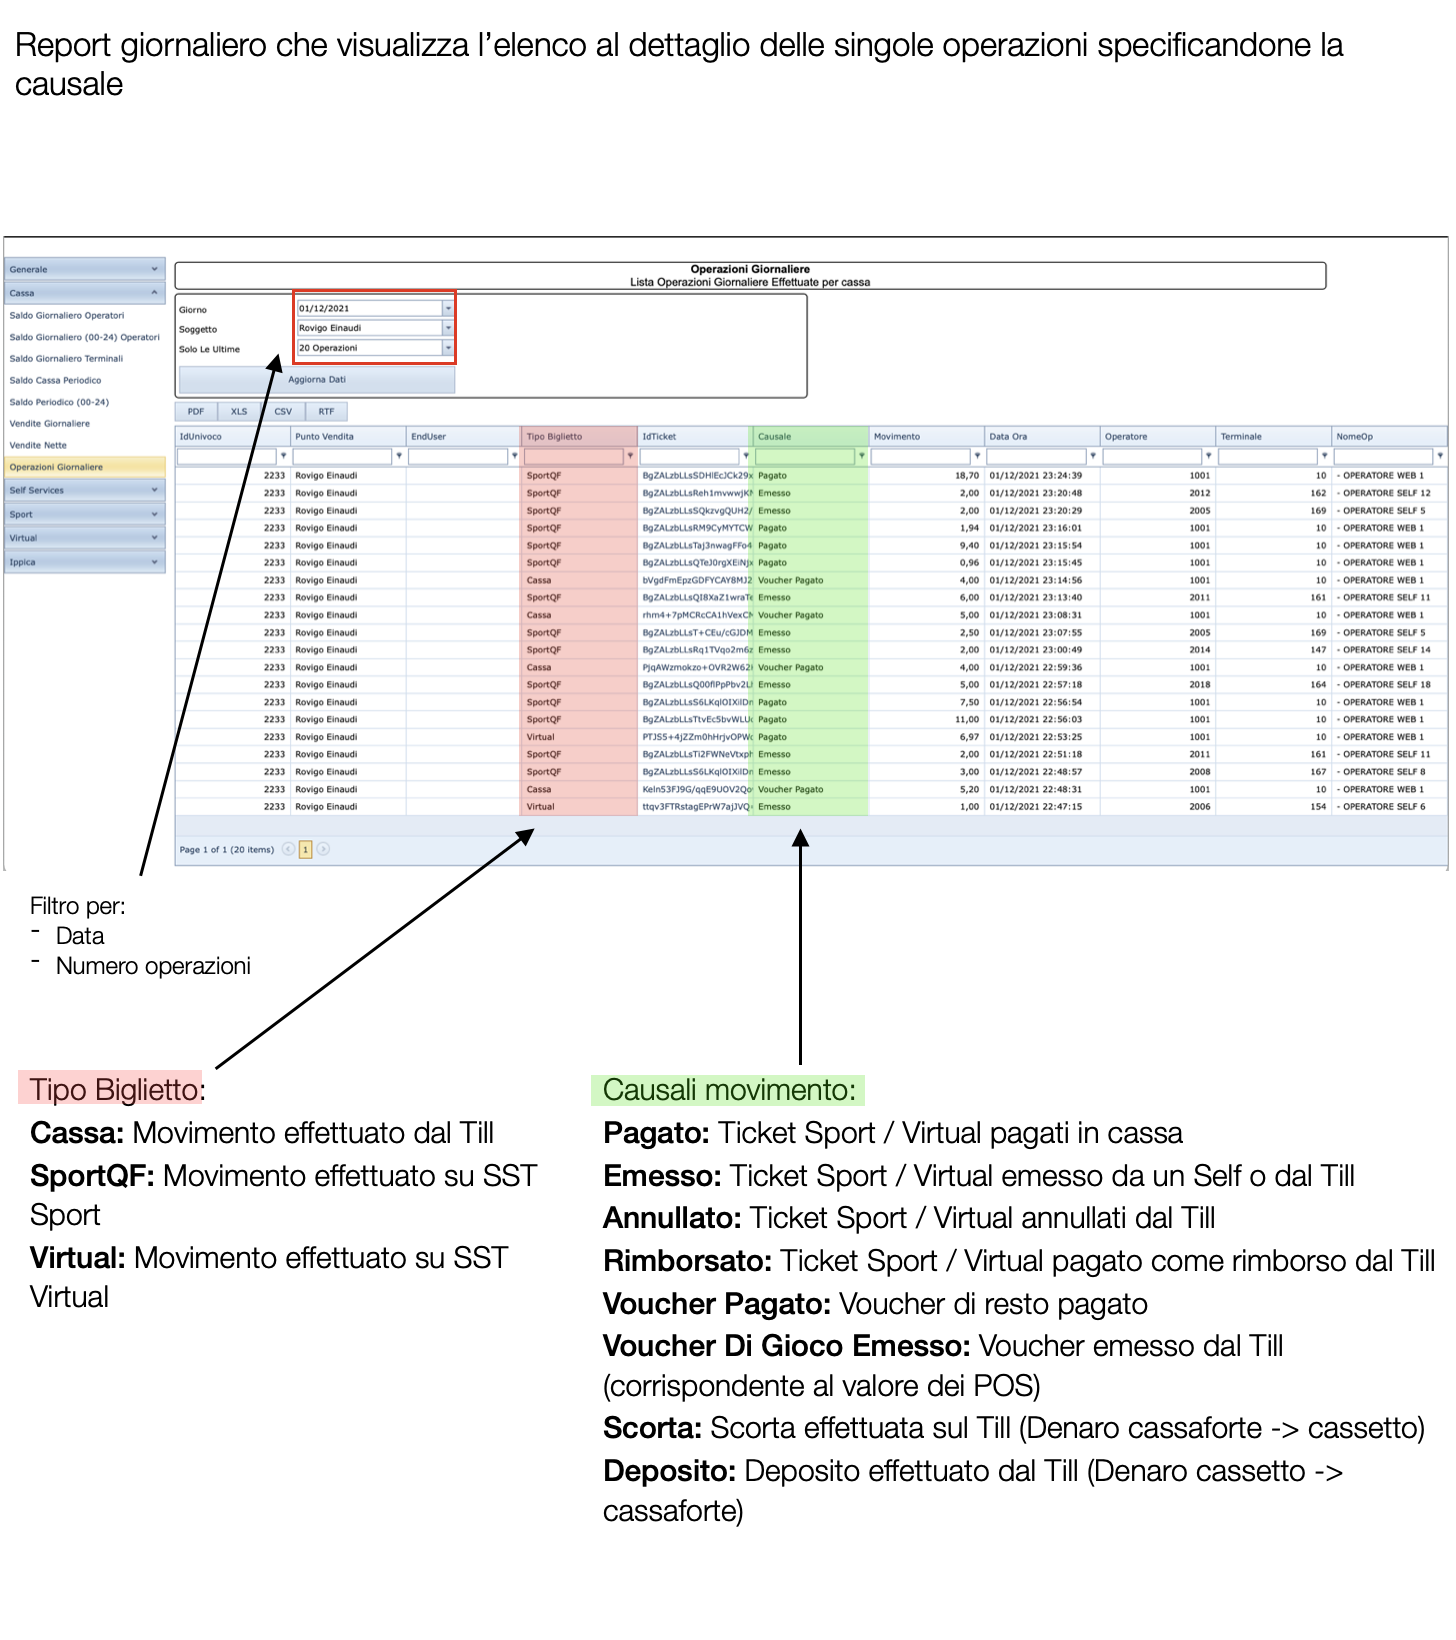 Report giornaliero che visualizza l’elenco al dettaglio delle singole operazioni specificandone la
causale
Operazioni Giornaliere
Lista Operazioni Giornaliere Effettuate per cassa
Generale
Cassa
Saldo Giornaliero Operatori
Saldo Giornaliero (00-24) Operatori
Saldo Giornaliero Terminali
Saldo Cassa Periodico
Saldo Periodico (00-24)
Vendite Giornaliere
Vendite Nette
Operazioni Giornaliere
Self Services
Sport
Virtual
Ippica
Giorno 01/12/2021
Soggetto Rovigo Einaudi
Solo Le Ultime 20 Operazioni
Aggiorna Dati
PDF XLS CSV RTF
IdUnivoco Punto Vendita EndUser Tipo Biglietto IdTicket Causale Movimento Data Ora Operatore Terminale NomeOp
2233 Rovigo Einaudi SportQF Pagato 18,70 01/12/2021 23:24:39 1001 10 - OPERATORE WEB 1
2233 Rovigo Einaudi SportQF Emesso 2,00 01/12/2021 23:20:48 2012 162 - OPERATORE SELF 12
2233 Rovigo Einaudi SportQF Emesso 2,00 01/12/2021 23:20:29 2005 169 - OPERATORE SELF 5
2233 Rovigo Einaudi SportQF Pagato 1,94 01/12/2021 23:16:01 1001 10 - OPERATORE WEB 1
2233 Rovigo Einaudi SportQF Pagato 9,40 01/12/2021 23:15:54 1001 10 - OPERATORE WEB 1
2233 Rovigo Einaudi SportQF Pagato 0,96 01/12/2021 23:15:45 1001 10 - OPERATORE WEB 1
2233 Rovigo Einaudi Cassa Voucher Pagato 4,00 01/12/2021 23:14:56 1001 10 - OPERATORE WEB 1
2233 Rovigo Einaudi SportQF Emesso 6,00 01/12/2021 23:13:40 2011 161 - OPERATORE SELF 11
2233 Rovigo Einaudi Cassa Voucher Pagato 5,00 01/12/2021 23:08:31 1001 10 - OPERATORE WEB 1
2233 Rovigo Einaudi SportQF Emesso 2,50 01/12/2021 23:07:55 2005 169 - OPERATORE SELF 5
2233 Rovigo Einaudi SportQF Emesso 2,00 01/12/2021 23:00:49 2014 147 - OPERATORE SELF 14
2233 Rovigo Einaudi Cassa Voucher Pagato 4,00 01/12/2021 22:59:36 1001 10 - OPERATORE WEB 1
2233 Rovigo Einaudi SportQF Emesso 5,00 01/12/2021 22:57:18 2018 164 - OPERATORE SELF 18
2233 Rovigo Einaudi SportQF Pagato 7,50 01/12/2021 22:56:54 1001 10 - OPERATORE WEB 1
2233 Rovigo Einaudi SportQF Pagato 11,00 01/12/2021 22:56:03 1001 10 - OPERATORE WEB 1
2233 Rovigo Einaudi Virtual Pagato 6,97 01/12/2021 22:53:25 1001 10 - OPERATORE WEB 1
2233 Rovigo Einaudi SportQF Emesso 2,00 01/12/2021 22:51:18 2011 161 - OPERATORE SELF 11
2233 Rovigo Einaudi SportQF Emesso 3,00 01/12/2021 22:48:57 2008 167 - OPERATORE SELF 8
2233 Rovigo Einaudi Cassa Voucher Pagato 5,20 01/12/2021 22:48:31 1001 10 - OPERATORE WEB 1
2233 Rovigo Einaudi Virtual Emesso 1,00 01/12/2021 22:47:15 2006 154 - OPERATORE SELF 6
Page 1 of 1 (20 items) 1
Filtro per:
- Data
- Numero operazioni
Tipo Biglietto:
Cassa: Movimento effettuato dal Till
SportQF: Movimento effettuato su SST
Sport
Virtual: Movimento effettuato su SST
Virtual
Causali movimento:
Pagato: Ticket Sport / Virtual pagati in cassa
Emesso: Ticket Sport / Virtual emesso da un Self o dal Till
Annullato: Ticket Sport / Virtual annullati dal Till
Rimborsato: Ticket Sport / Virtual pagato come rimborso dal Till
Voucher Pagato: Voucher di resto pagato
Voucher Di Gioco Emesso: Voucher emesso dal Till
(corrispondente al valore dei POS)
Scorta: Scorta effettuata sul Till (Denaro cassaforte -> cassetto)
Deposito: Deposito effettuato dal Till (Denaro cassetto ->
cassaforte)